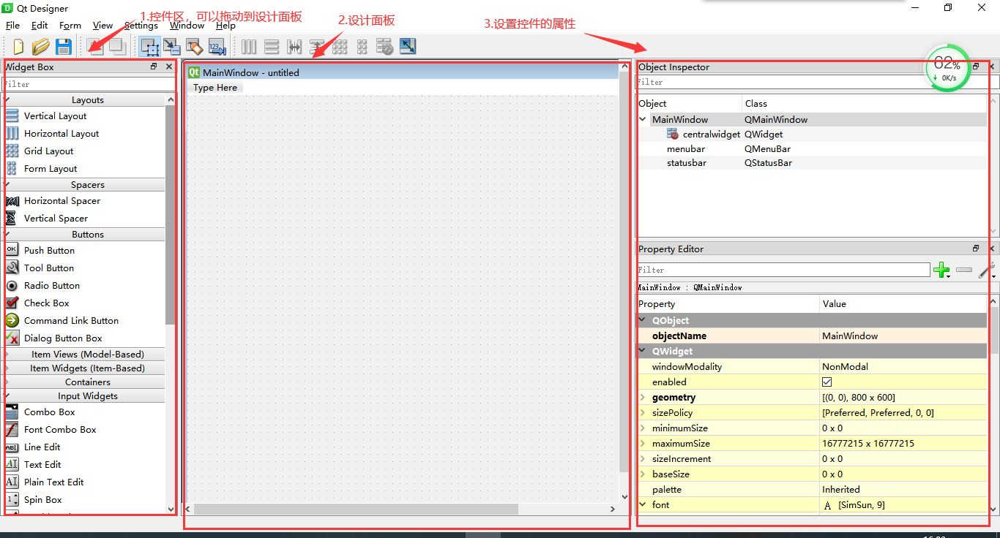 Qt Designer
1.控件区，可以拖动到设计面板
2.设计面板
3.设置控件的属性
File Edit Form View Settings Window Help
Widget Box
Filter
Layouts
Vertical Layout
Horizontal Layout
Grid Layout
Form Layout
Spacers
Horizontal Spacer
Vertical Spacer
Buttons
OK Push Button
Tool Button
Radio Button
Check Box
Command Link Button
Dialog Button Box
Item Views (Model-Based)
Item Widgets (Item-Based)
Containers
Input Widgets
Combo Box
Font Combo Box
ABI Line Edit
AI Text Edit
AI Plain Text Edit
1 Spin Box
Qt MainWindow - untitled
Type Here
Object Inspector
62%
0K/s
Filter
Object Class
MainWindow QMainWindow
centralwidget QWidget
menubar QMenuBar
statusbar QStatusBar
Property Editor
Filter
MainWindow : QMainWindow
Property Value
QObject
objectName MainWindow
QWidget
windowModality NonModal
enabled
geometry [(0, 0), 800 x 600]
sizePolicy [Preferred, Preferred, 0, 0]
minimumSize 0 x 0
maximumSize 16777215 x 16777215
sizeIncrement 0 x 0
baseSize 0 x 0
palette Inherited
font A [SimSun, 9]